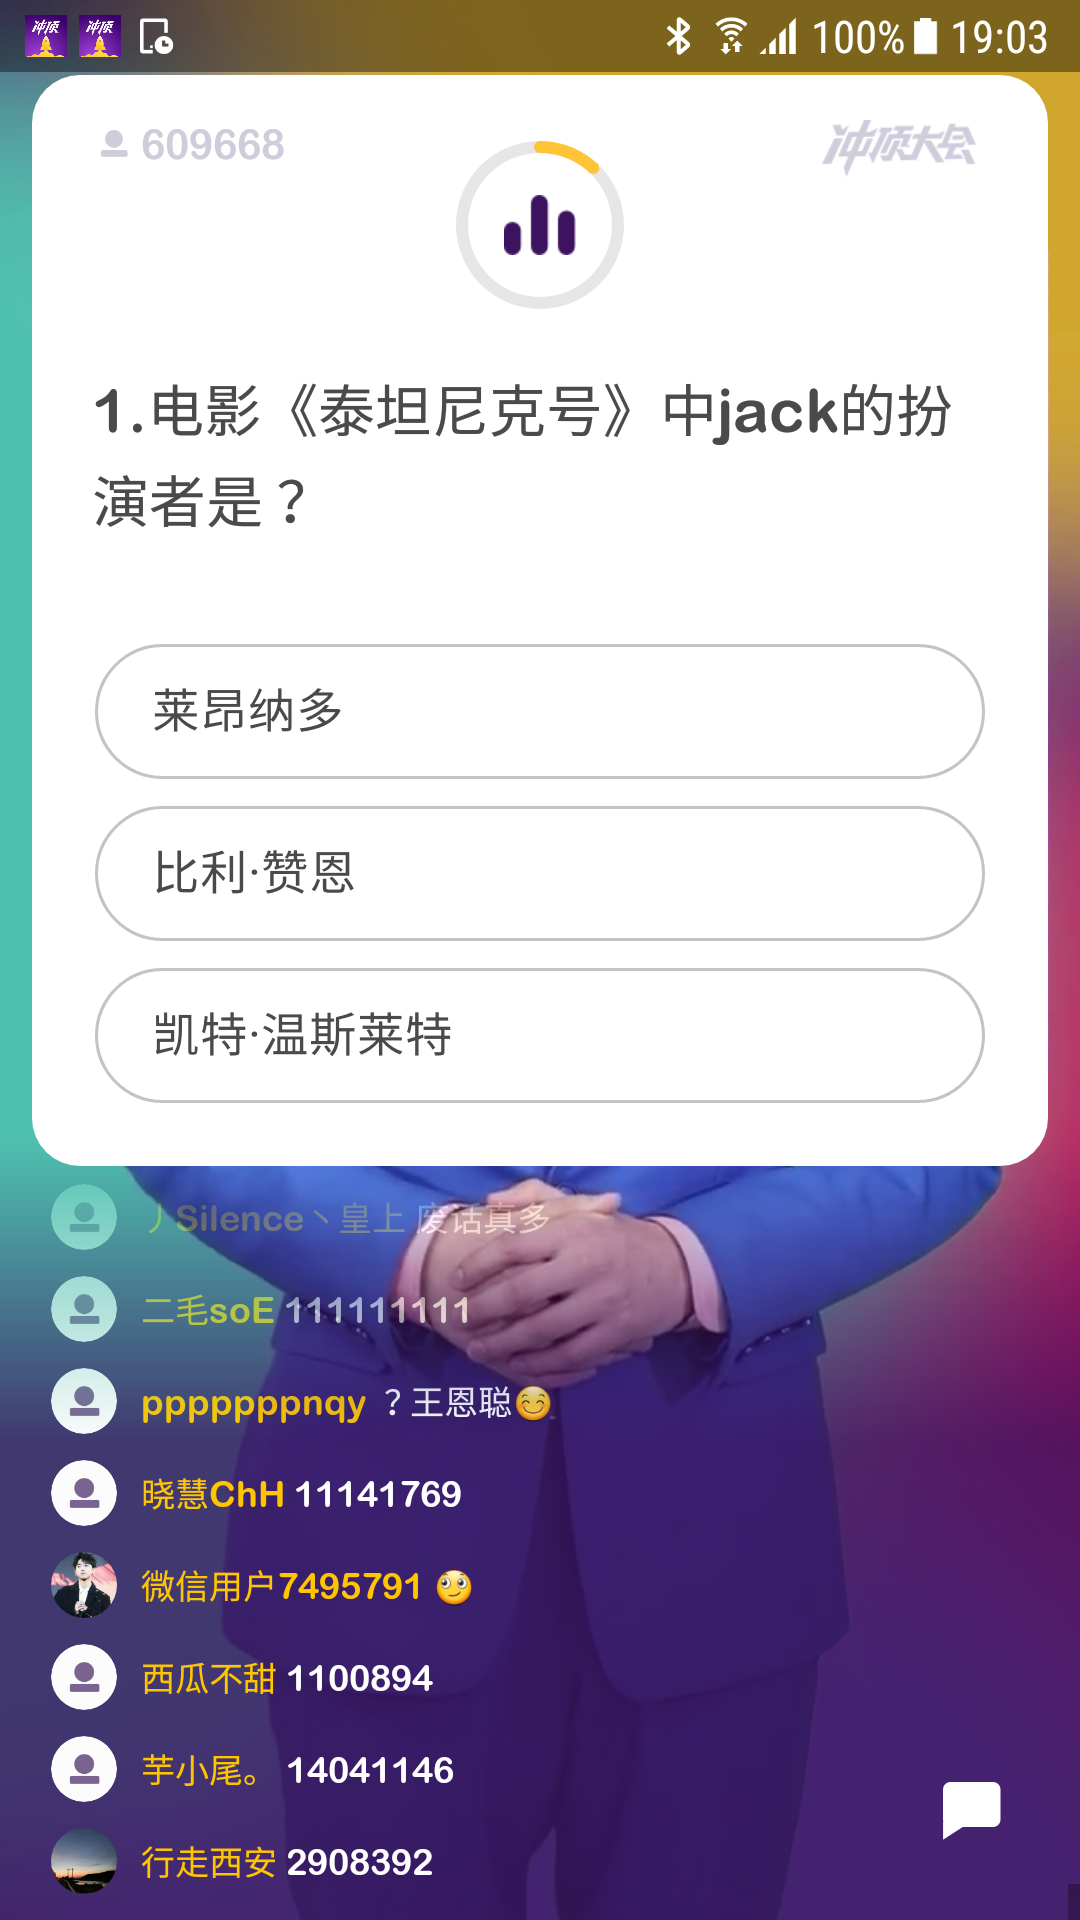 冲顶 冲顶 100% 19:03
609668 冲顶大会
1.电影《泰坦尼克号》中jack的扮
演者是？
莱昂纳多
比利·赞恩
凯特·温斯莱特
丿Silence丶皇上 废话真多
二毛soE 111111111
pppppppnqy ？王恩聪😊
晓慧ChH 11141769
微信用户7495791 🙄
西瓜不甜 1100894
芋小尾。 14041146
行走西安 2908392